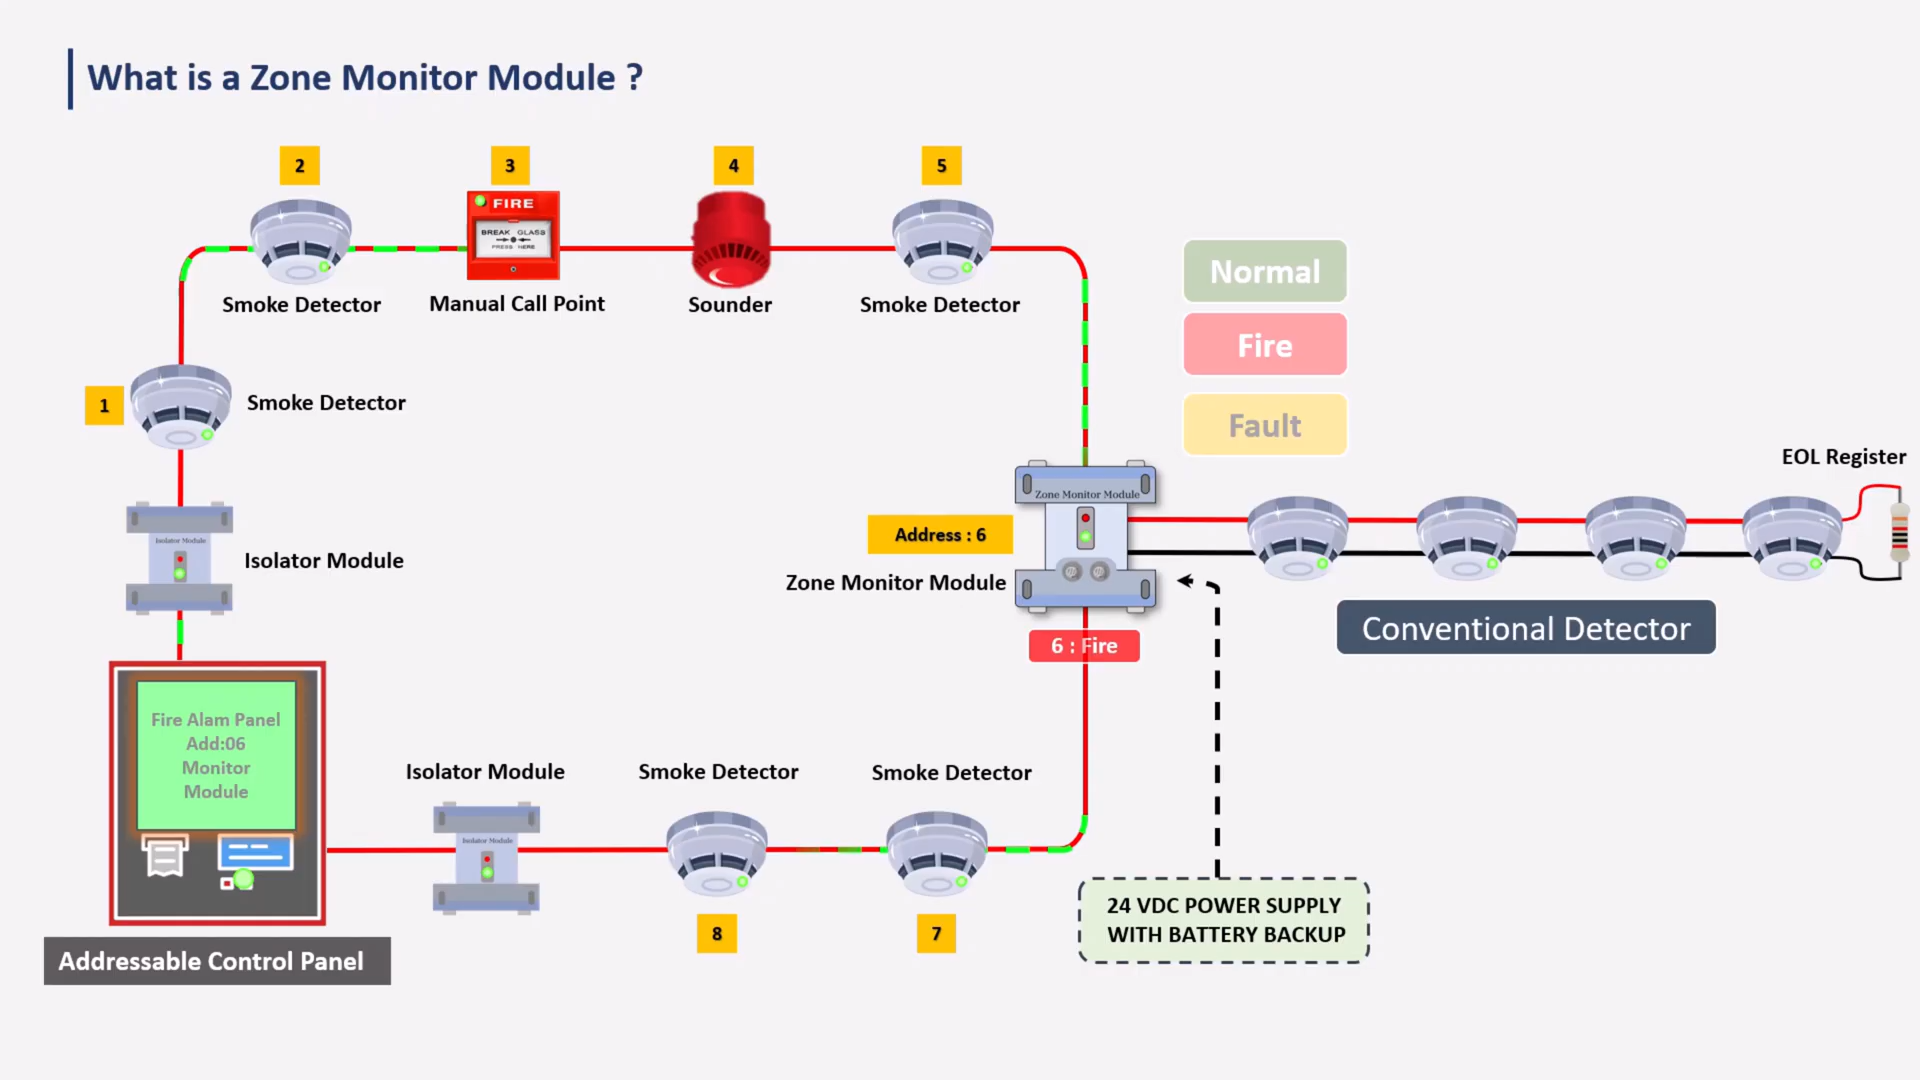 What is a Zone Monitor Module ?
2
3
4
5
FIRE
BREAK GLASS
PRESS HERE
Smoke Detector
Manual Call Point
Sounder
Smoke Detector
Normal
Fire
Fault
1
Smoke Detector
EOL Register
Zone Monitor Module
Address : 6
Isolator Module
Isolator Module
Zone Monitor Module
Conventional Detector
6 : Fire
Fire Alam Panel
Add:06
Monitor
Module
Isolator Module
Smoke Detector
Smoke Detector
Isolator Module
8
7
24 VDC POWER SUPPLY
WITH BATTERY BACKUP
Addressable Control Panel